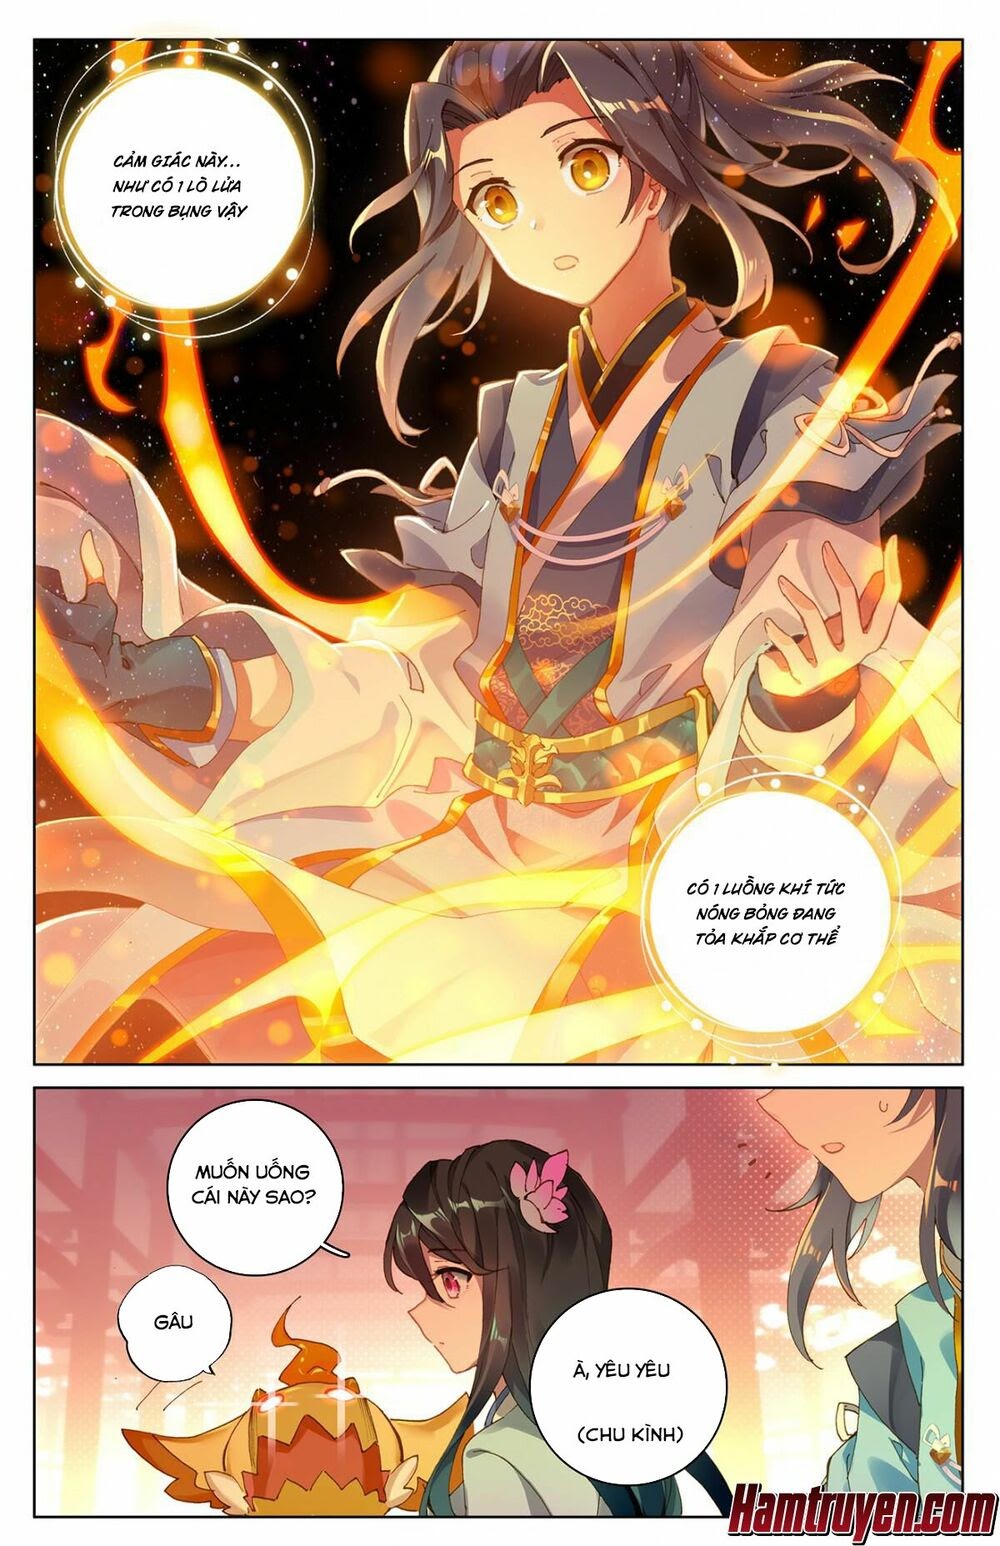 CẢM GIÁC NÀY...
NHƯ CÓ 1 LÒ LỬA
TRONG BỤNG VẬY
CÓ 1 LUỒNG KHÍ TỨC
NÓNG BỎNG ĐANG
TỎA KHẮP CƠ THỂ
MUỐN UỐNG
CÁI NÀY SAO?
GÂU
À, YÊU YÊU
(CHU KÌNH)
Hamtruyen.com